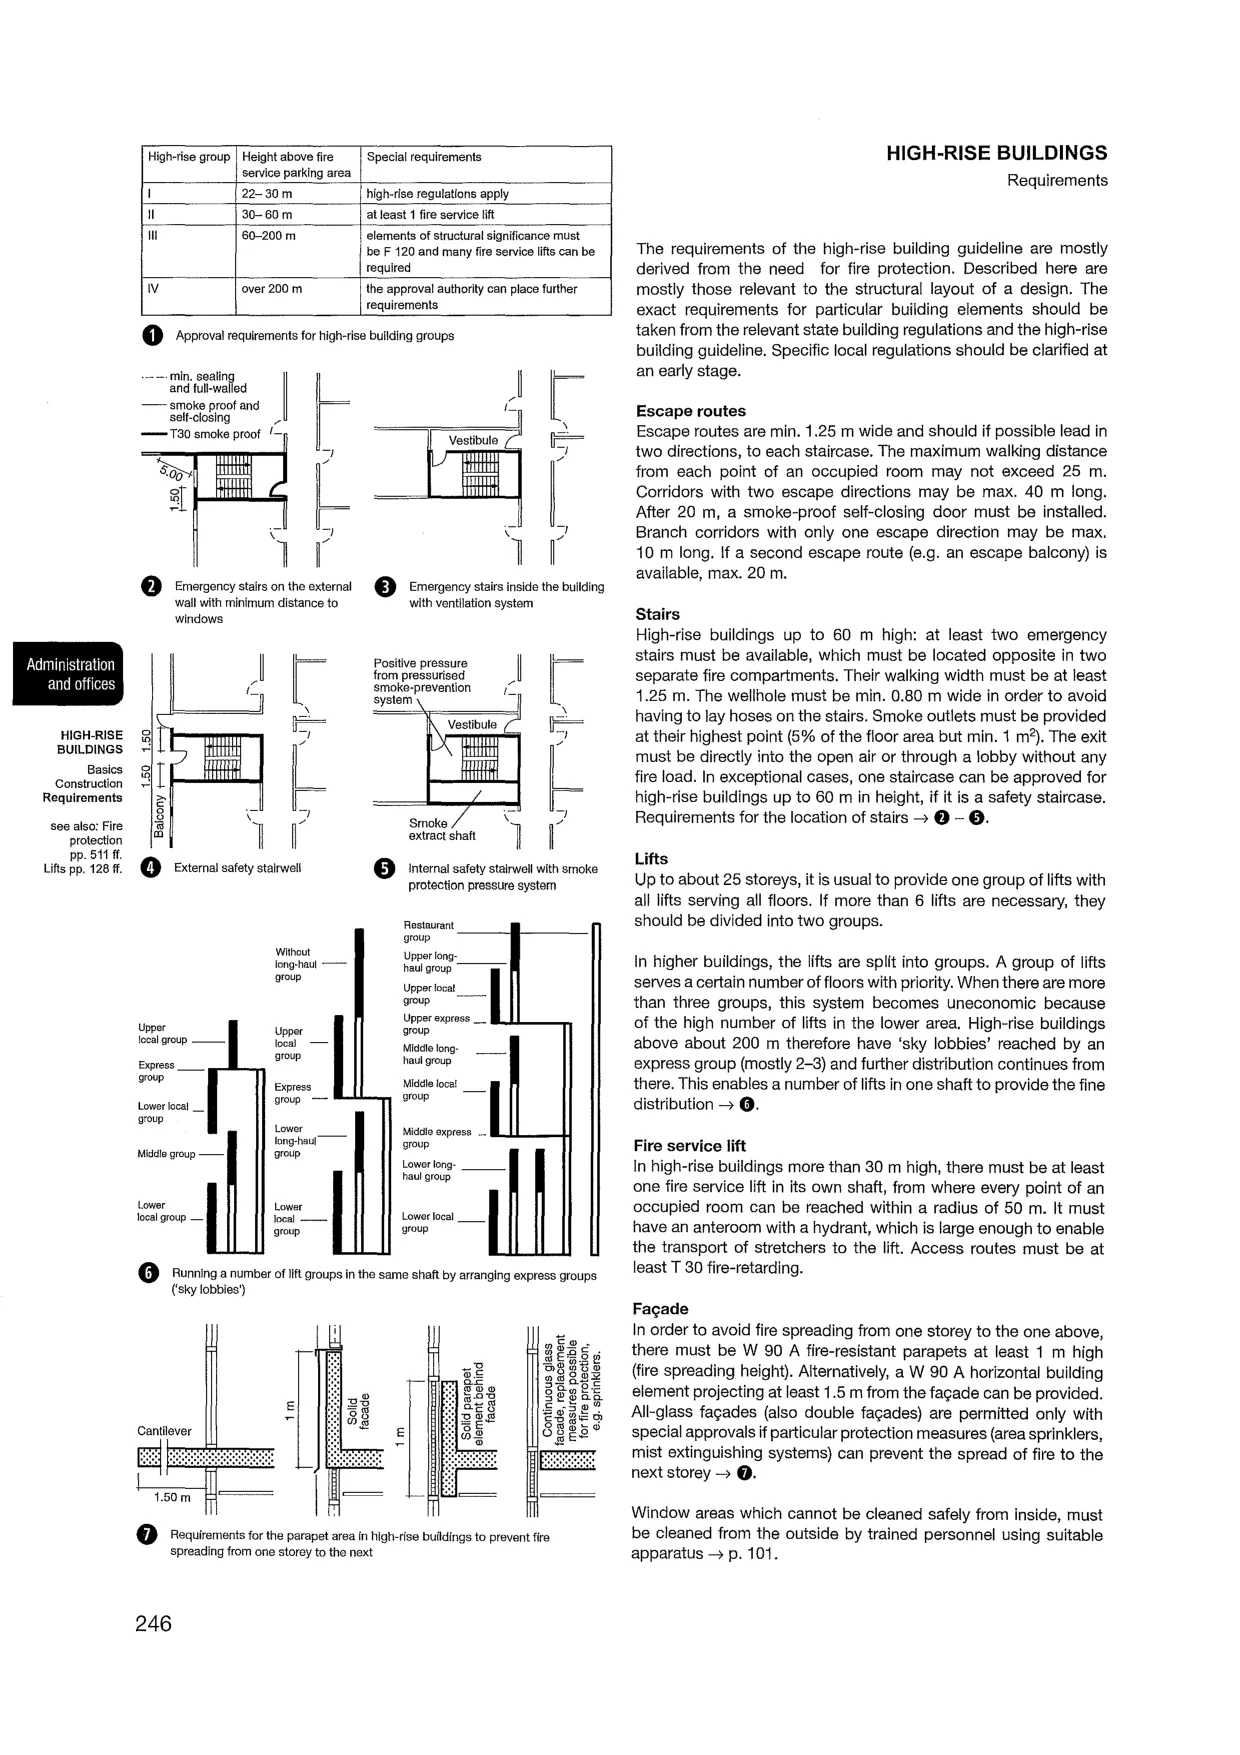 High-rise group Height above fire service parking area Special requirements
I 22– 30 m high-rise regulations apply
II 30– 60 m at least 1 fire service lift
III 60–200 m elements of structural significance must
be F 120 and many fire service lifts can be
required
IV over 200 m the approval authority can place further
requirements
1 Approval requirements for high-rise building groups
min. sealing
and full-walled
smoke proof and
self-closing
T30 smoke proof
5.00
1.50
2 Emergency stairs on the external
wall with minimum distance to
windows
Vestibule
3 Emergency stairs inside the building
with ventilation system
Administration
and offices
HIGH-RISE
BUILDINGS
Basics
Construction
Requirements
see also: Fire
protection
pp. 511 ff.
Lifts pp. 128 ff.
1.50
1.50
Balcony
4 External safety stairwell
Positive pressure
from pressurised
smoke-prevention
system
Vestibule
Smoke
extract shaft
5 Internal safety stairwell with smoke
protection pressure system
Upper
local group
Express
group
Lower local
group
Middle group
Lower
local group
Without
long-haul
group
Upper
local
group
Express
group
Lower
long-haul
group
Lower
local
group
Restaurant
group
Upper long-
haul group
Upper local
group
Upper express
group
Middle long-
haul group
Middle local
group
Middle express
group
Lower long-
haul group
Lower local
group
6 Running a number of lift groups in the same shaft by arranging express groups
('sky lobbies')
Cantilever
1.50 m
1 m
Solid
facade
1 m
Solid parapet
element behind
facade
Continuous glass
facade, replacement
measures possible
for fire protection,
e.g. sprinklers.
7 Requirements for the parapet area in high-rise buildings to prevent fire
spreading from one storey to the next
246
HIGH-RISE BUILDINGS
Requirements
The requirements of the high-rise building guideline are mostly
derived from the need for fire protection. Described here are
mostly those relevant to the structural layout of a design. The
exact requirements for particular building elements should be
taken from the relevant state building regulations and the high-rise
building guideline. Specific local regulations should be clarified at
an early stage.
Escape routes
Escape routes are min. 1.25 m wide and should if possible lead in
two directions, to each staircase. The maximum walking distance
from each point of an occupied room may not exceed 25 m.
Corridors with two escape directions may be max. 40 m long.
After 20 m, a smoke-proof self-closing door must be installed.
Branch corridors with only one escape direction may be max.
10 m long. If a second escape route (e.g. an escape balcony) is
available, max. 20 m.
Stairs
High-rise buildings up to 60 m high: at least two emergency
stairs must be available, which must be located opposite in two
separate fire compartments. Their walking width must be at least
1.25 m. The wellhole must be min. 0.80 m wide in order to avoid
having to lay hoses on the stairs. Smoke outlets must be provided
at their highest point (5% of the floor area but min. 1 m²). The exit
must be directly into the open air or through a lobby without any
fire load. In exceptional cases, one staircase can be approved for
high-rise buildings up to 60 m in height, if it is a safety staircase.
Requirements for the location of stairs → 2 – 5.
Lifts
Up to about 25 storeys, it is usual to provide one group of lifts with
all lifts serving all floors. If more than 6 lifts are necessary, they
should be divided into two groups.
In higher buildings, the lifts are split into groups. A group of lifts
serves a certain number of floors with priority. When there are more
than three groups, this system becomes uneconomic because
of the high number of lifts in the lower area. High-rise buildings
above about 200 m therefore have 'sky lobbies' reached by an
express group (mostly 2–3) and further distribution continues from
there. This enables a number of lifts in one shaft to provide the fine
distribution → 6.
Fire service lift
In high-rise buildings more than 30 m high, there must be at least
one fire service lift in its own shaft, from where every point of an
occupied room can be reached within a radius of 50 m. It must
have an anteroom with a hydrant, which is large enough to enable
the transport of stretchers to the lift. Access routes must be at
least T 30 fire-retarding.
Façade
In order to avoid fire spreading from one storey to the one above,
there must be W 90 A fire-resistant parapets at least 1 m high
(fire spreading height). Alternatively, a W 90 A horizontal building
element projecting at least 1.5 m from the façade can be provided.
All-glass façades (also double façades) are permitted only with
special approvals if particular protection measures (area sprinklers,
mist extinguishing systems) can prevent the spread of fire to the
next storey → 7.
Window areas which cannot be cleaned safely from inside, must
be cleaned from the outside by trained personnel using suitable
apparatus → p. 101.